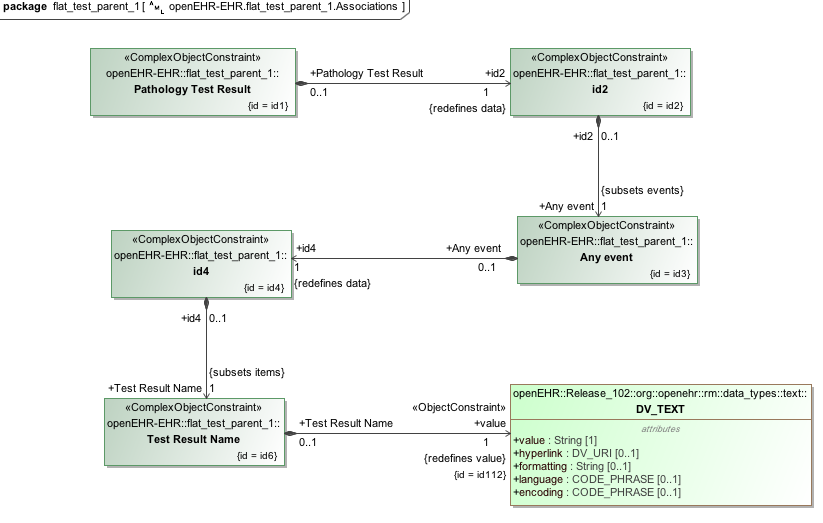 package flat_test_parent_1 [ AML openEHR-EHR.flat_test_parent_1.Associations ]
«ComplexObjectConstraint»
openEHR-EHR::flat_test_parent_1::
Pathology Test Result
{id = id1}
+Pathology Test Result
0..1
+id2
1
{redefines data}
«ComplexObjectConstraint»
openEHR-EHR::flat_test_parent_1::
id2
{id = id2}
+id2 0..1
{subsets events}
+Any event 1
«ComplexObjectConstraint»
openEHR-EHR::flat_test_parent_1::
Any event
{id = id3}
+Any event
0..1
+id4
1
{redefines data}
«ComplexObjectConstraint»
openEHR-EHR::flat_test_parent_1::
id4
{id = id4}
+id4 0..1
{subsets items}
+Test Result Name 1
«ComplexObjectConstraint»
openEHR-EHR::flat_test_parent_1::
Test Result Name
{id = id6}
+Test Result Name
0..1
«ObjectConstraint»
+value
1
{redefines value}
{id = id112}
openEHR::Release_102::org::openehr::rm::data_types::text::
DV_TEXT
attributes
+value : String [1]
+hyperlink : DV_URI [0..1]
+formatting : String [0..1]
+language : CODE_PHRASE [0..1]
+encoding : CODE_PHRASE [0..1]